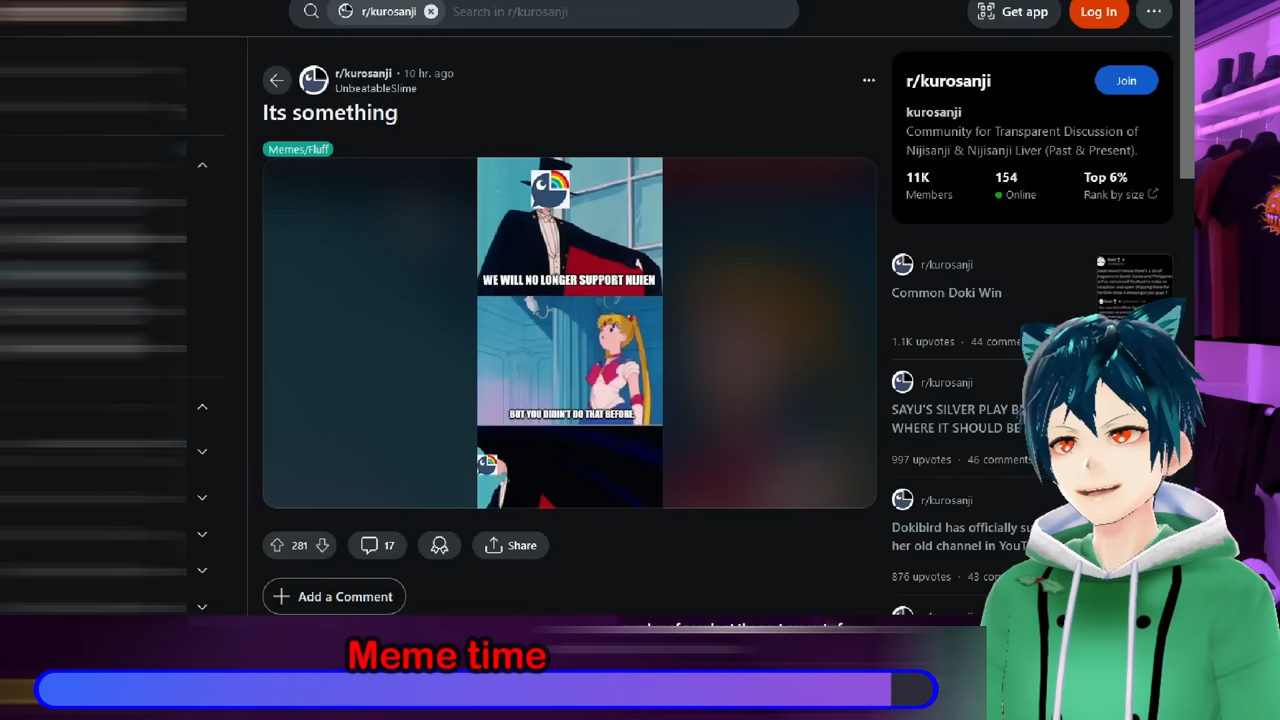 r/kurosanji
Search in r/kurosanji
Get app
Log In
r/kurosanji • 10 hr. ago
UnbeatableSlime
Its something
Memes/Fluff
WE WILL NO LONGER SUPPORT NIJIEN
BUT YOU DIDIN'T DO THAT BEFORE.
281
17
Share
Add a Comment
r/kurosanji
Join
kurosanji
Community for Transparent Discussion of
Nijisanji & Nijisanji Liver (Past & Present).
11K
154
Top 6%
Members
Online
Rank by size
r/kurosanji
Common Doki Win
1.1K upvotes • 44 comme
r/kurosanji
SAYU'S SILVER PLAY B
WHERE IT SHOULD BE
997 upvotes • 46 comments
r/kurosanji
Dokibird has officially su
her old channel in YouT
876 upvotes • 43 com
Meme time